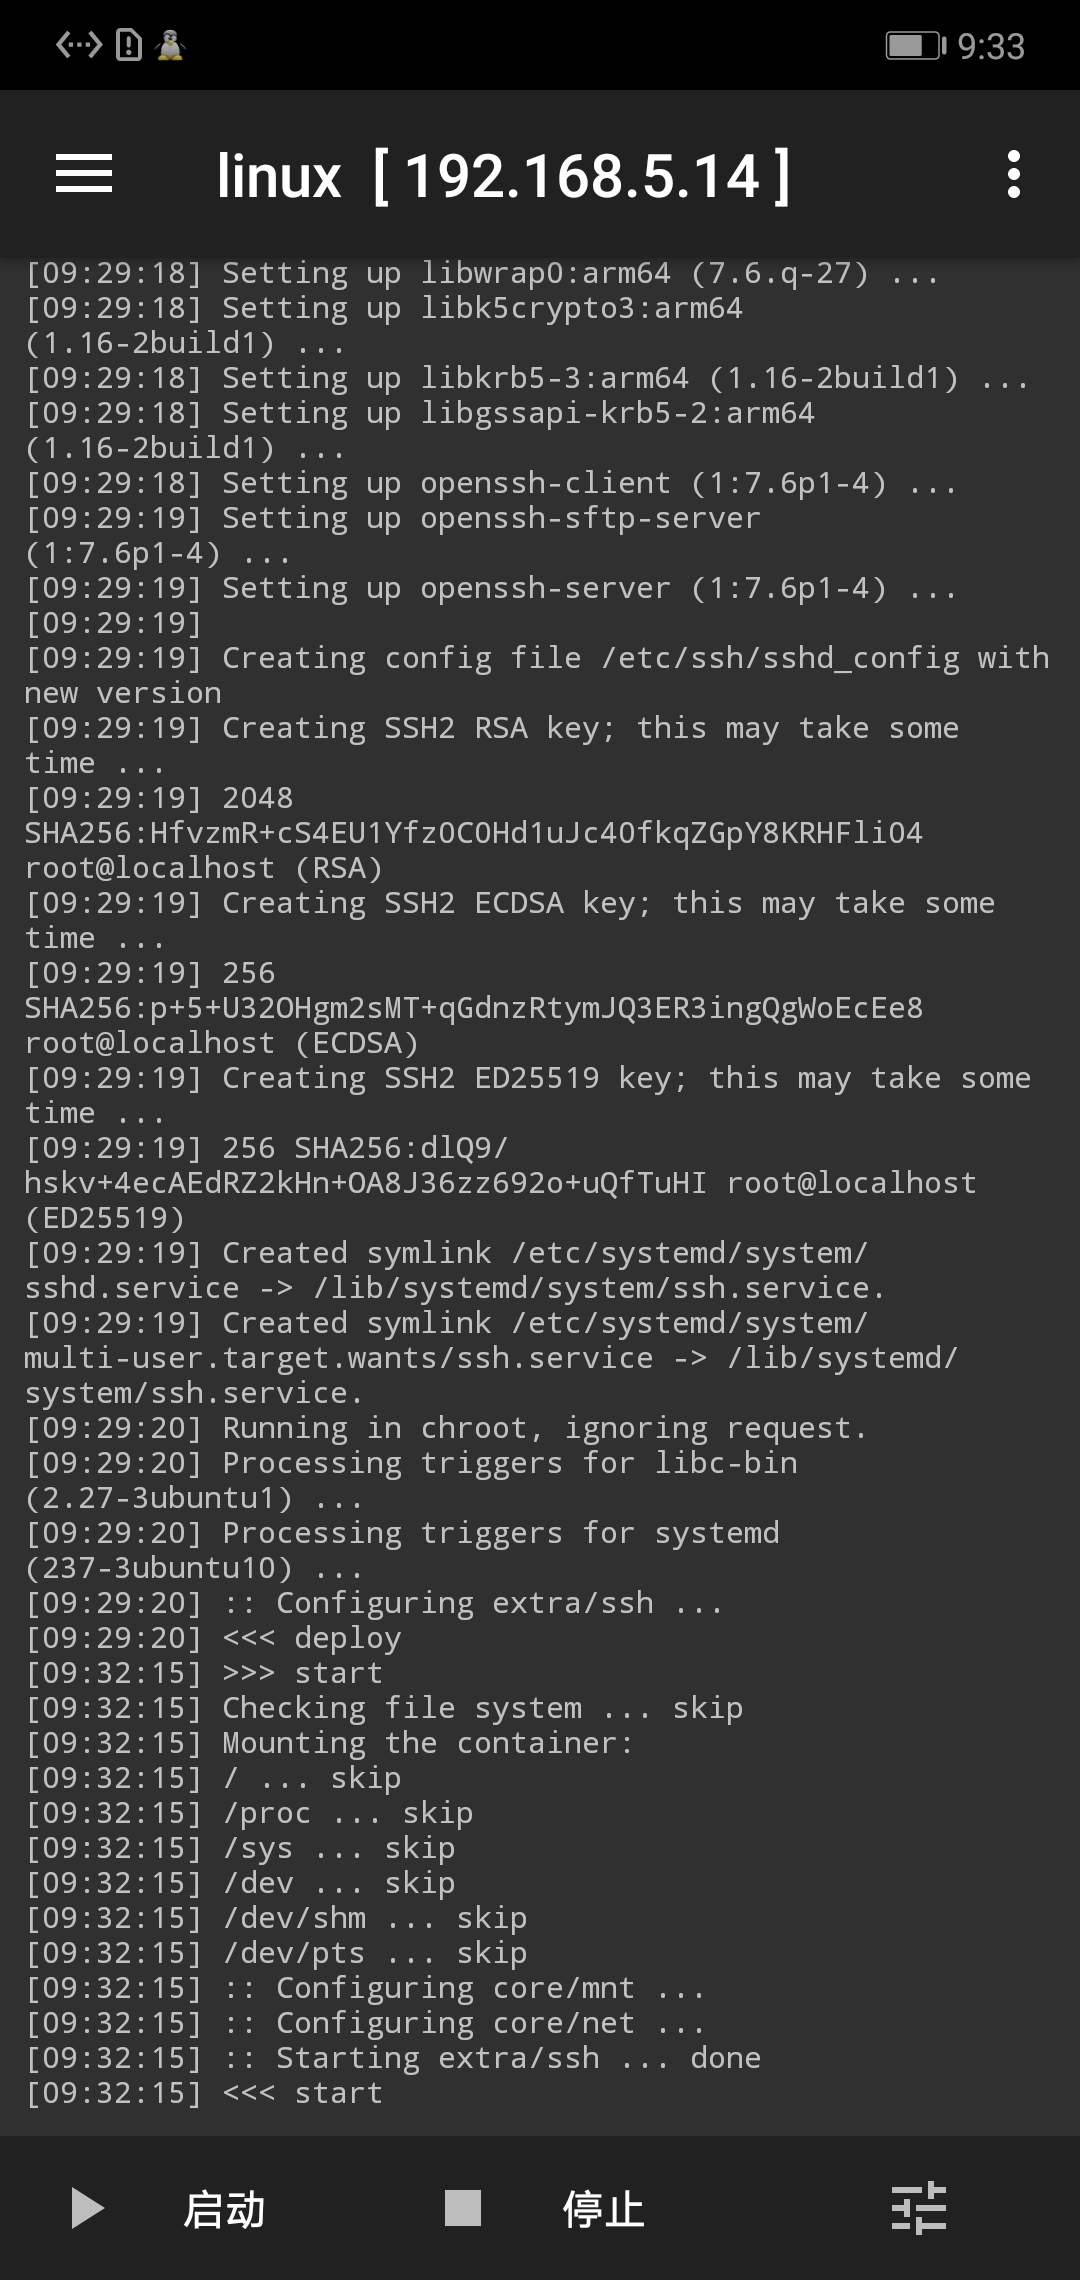 9:33
linux [ 192.168.5.14 ]
[09:29:18] Setting up libwrap0:arm64 (7.6.q-27) ...
[09:29:18] Setting up libk5crypto3:arm64
(1.16-2build1) ...
[09:29:18] Setting up libkrb5-3:arm64 (1.16-2build1) ...
[09:29:18] Setting up libgssapi-krb5-2:arm64
(1.16-2build1) ...
[09:29:18] Setting up openssh-client (1:7.6p1-4) ...
[09:29:19] Setting up openssh-sftp-server
(1:7.6p1-4) ...
[09:29:19] Setting up openssh-server (1:7.6p1-4) ...
[09:29:19]
[09:29:19] Creating config file /etc/ssh/sshd_config with
new version
[09:29:19] Creating SSH2 RSA key; this may take some
time ...
[09:29:19] 2048
SHA256:HfvzmR+cS4EU1Yfz0C0Hd1uJc40fkqZGpY8KRHFli04
root@localhost (RSA)
[09:29:19] Creating SSH2 ECDSA key; this may take some
time ...
[09:29:19] 256
SHA256:p+5+U32OHgm2sMT+qGdnzRtymJQ3ER3ingQgWoEcEe8
root@localhost (ECDSA)
[09:29:19] Creating SSH2 ED25519 key; this may take some
time ...
[09:29:19] 256 SHA256:dlQ9/
hskv+4ecAEdRZ2kHn+OA8J36zz692o+uQfTuHI root@localhost
(ED25519)
[09:29:19] Created symlink /etc/systemd/system/
sshd.service -> /lib/systemd/system/ssh.service.
[09:29:19] Created symlink /etc/systemd/system/
multi-user.target.wants/ssh.service -> /lib/systemd/
system/ssh.service.
[09:29:20] Running in chroot, ignoring request.
[09:29:20] Processing triggers for libc-bin
(2.27-3ubuntu1) ...
[09:29:20] Processing triggers for systemd
(237-3ubuntu10) ...
[09:29:20] :: Configuring extra/ssh ...
[09:29:20] <<< deploy
[09:32:15] >>> start
[09:32:15] Checking file system ... skip
[09:32:15] Mounting the container:
[09:32:15] / ... skip
[09:32:15] /proc ... skip
[09:32:15] /sys ... skip
[09:32:15] /dev ... skip
[09:32:15] /dev/shm ... skip
[09:32:15] /dev/pts ... skip
[09:32:15] :: Configuring core/mnt ...
[09:32:15] :: Configuring core/net ...
[09:32:15] :: Starting extra/ssh ... done
[09:32:15] <<< start
启动 停止